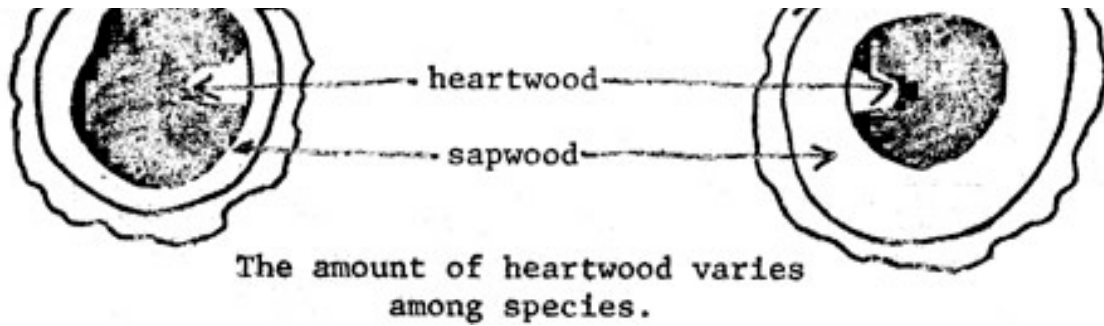 heartwood
sapwood
The amount of heartwood varies
among species.